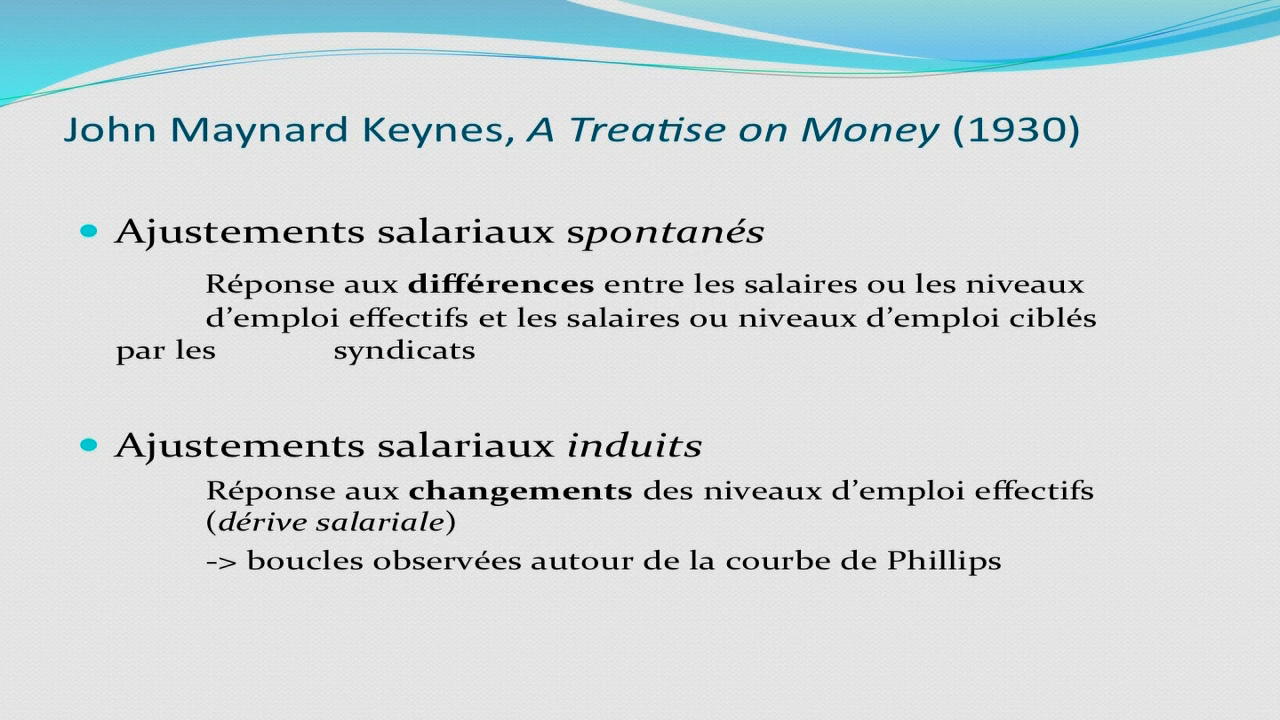 John Maynard Keynes, A Treatise on Money (1930)
• Ajustements salariaux spontanés
Réponse aux différences entre les salaires ou les niveaux
d’emploi effectifs et les salaires ou niveaux d’emploi ciblés
par les syndicats
• Ajustements salariaux induits
Réponse aux changements des niveaux d’emploi effectifs
(dérive salariale)
-> boucles observées autour de la courbe de Phillips